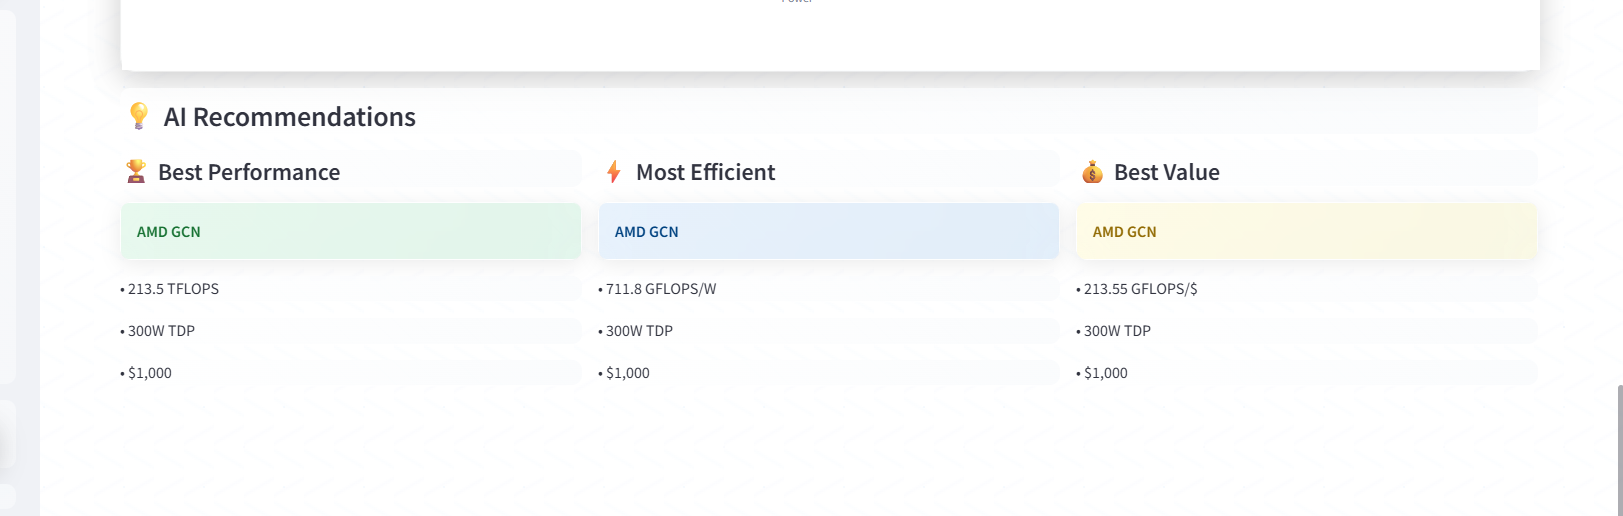 Power
AI Recommendations
Best Performance
AMD GCN
• 213.5 TFLOPS
• 300W TDP
• $1,000
Most Efficient
AMD GCN
• 711.8 GFLOPS/W
• 300W TDP
• $1,000
Best Value
AMD GCN
• 213.55 GFLOPS/$
• 300W TDP
• $1,000